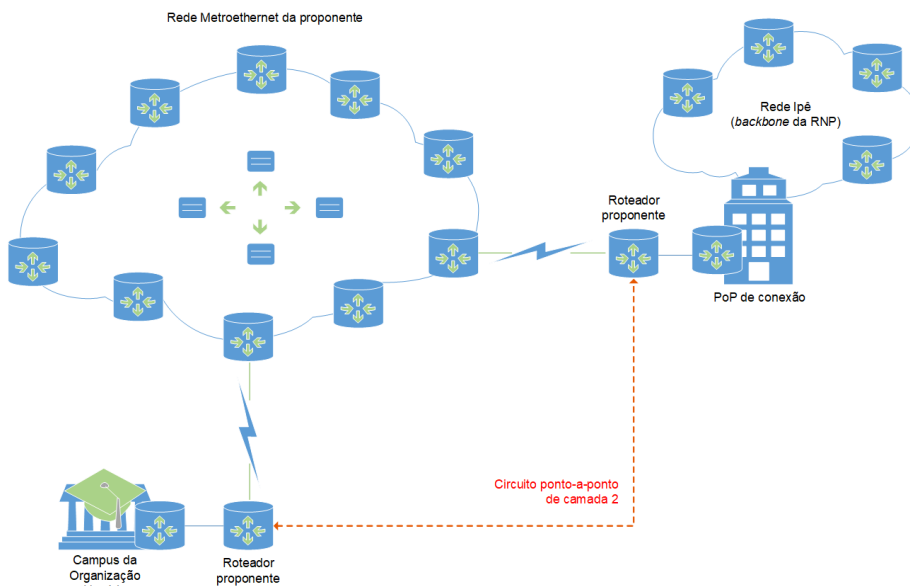 Rede Metroethernet da proponente
Rede Ipê
(backbone da RNP)
Roteador
proponente
PoP de conexão
Circuito ponto-a-ponto
de camada 2
Campus da
Organização
Roteador
proponente